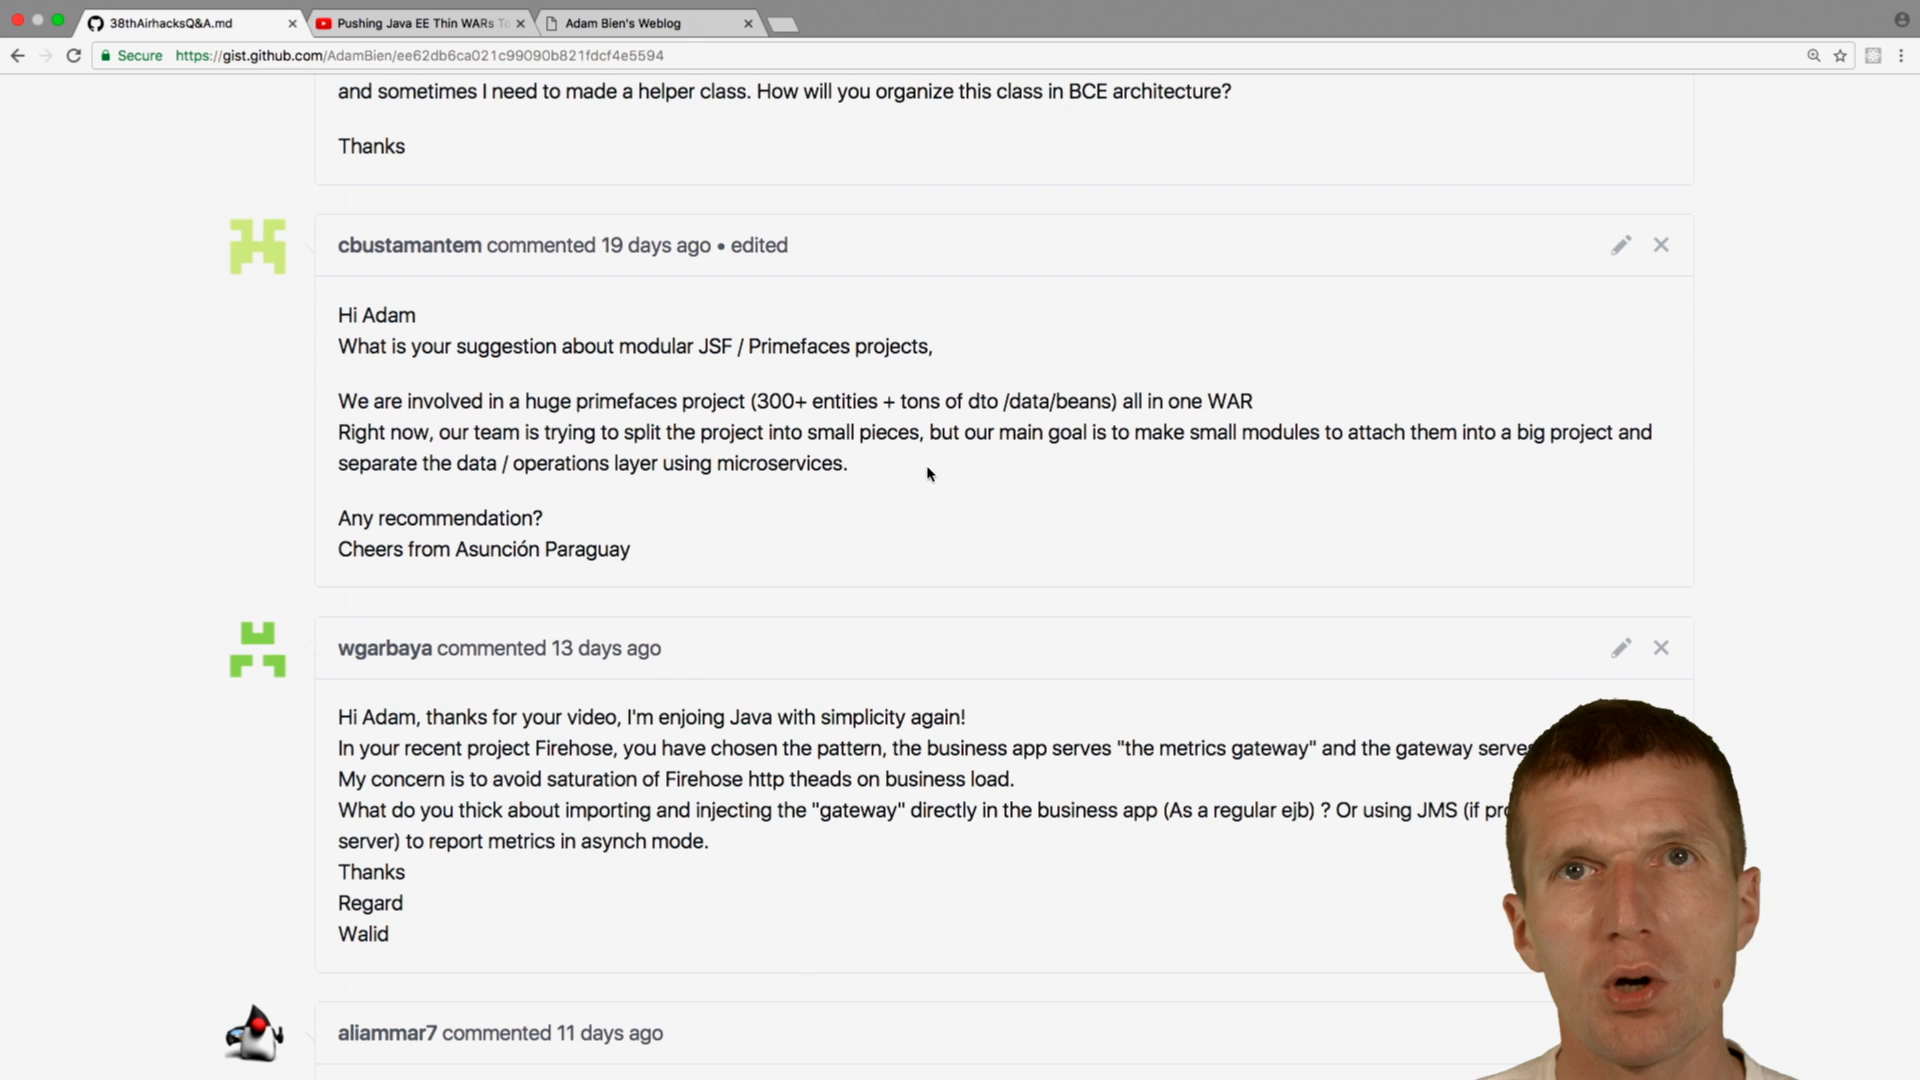 38thAirhacksQ&A.md
Pushing Java EE Thin WARs To
Adam Bien's Weblog
Secure https://gist.github.com/AdamBien/ee62db6ca021c99090b821fdcf4e5594
and sometimes I need to made a helper class. How will you organize this class in BCE architecture?
Thanks
cbustamantem commented 19 days ago • edited
Hi Adam
What is your suggestion about modular JSF / Primefaces projects,
We are involved in a huge primefaces project (300+ entities + tons of dto /data/beans) all in one WAR
Right now, our team is trying to split the project into small pieces, but our main goal is to make small modules to attach them into a big project and
separate the data / operations layer using microservices.
Any recommendation?
Cheers from Asunción Paraguay
wgarbaya commented 13 days ago
Hi Adam, thanks for your video, I'm enjoing Java with simplicity again!
In your recent project Firehose, you have chosen the pattern, the business app serves "the metrics gateway" and the gateway serve
My concern is to avoid saturation of Firehose http theads on business load.
What do you thick about importing and injecting the "gateway" directly in the business app (As a regular ejb) ? Or using JMS (if pro
server) to report metrics in asynch mode.
Thanks
Regard
Walid
aliammar7 commented 11 days ago